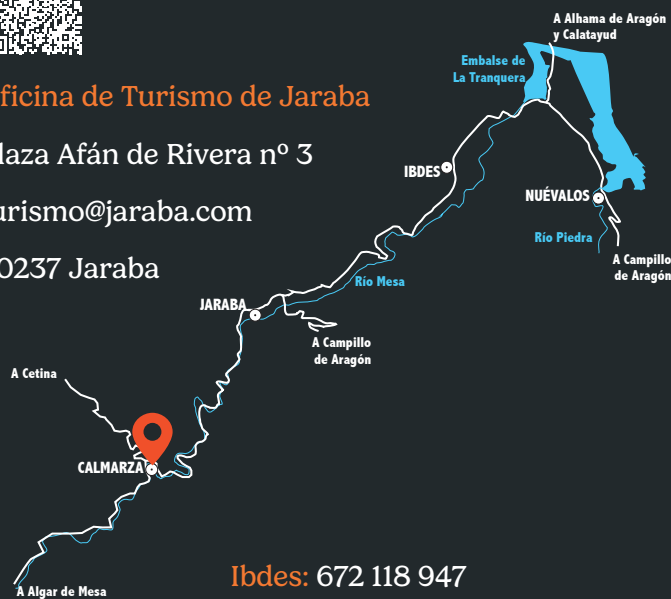 A Alhama de Aragón
y Calatayud
Embalse de
La Tranquera
ficina de Turismo de Jaraba
laza Afán de Rivera nº 3
IBDES
urismo@jaraba.com
NUÉVALOS
Río Piedra
0237 Jaraba
A Campillo
de Aragón
Río Mesa
JARABA
A Campillo
de Aragón
A Cetina
CALMARZA
Ibdes: 672 118 947
A Algar de Mesa